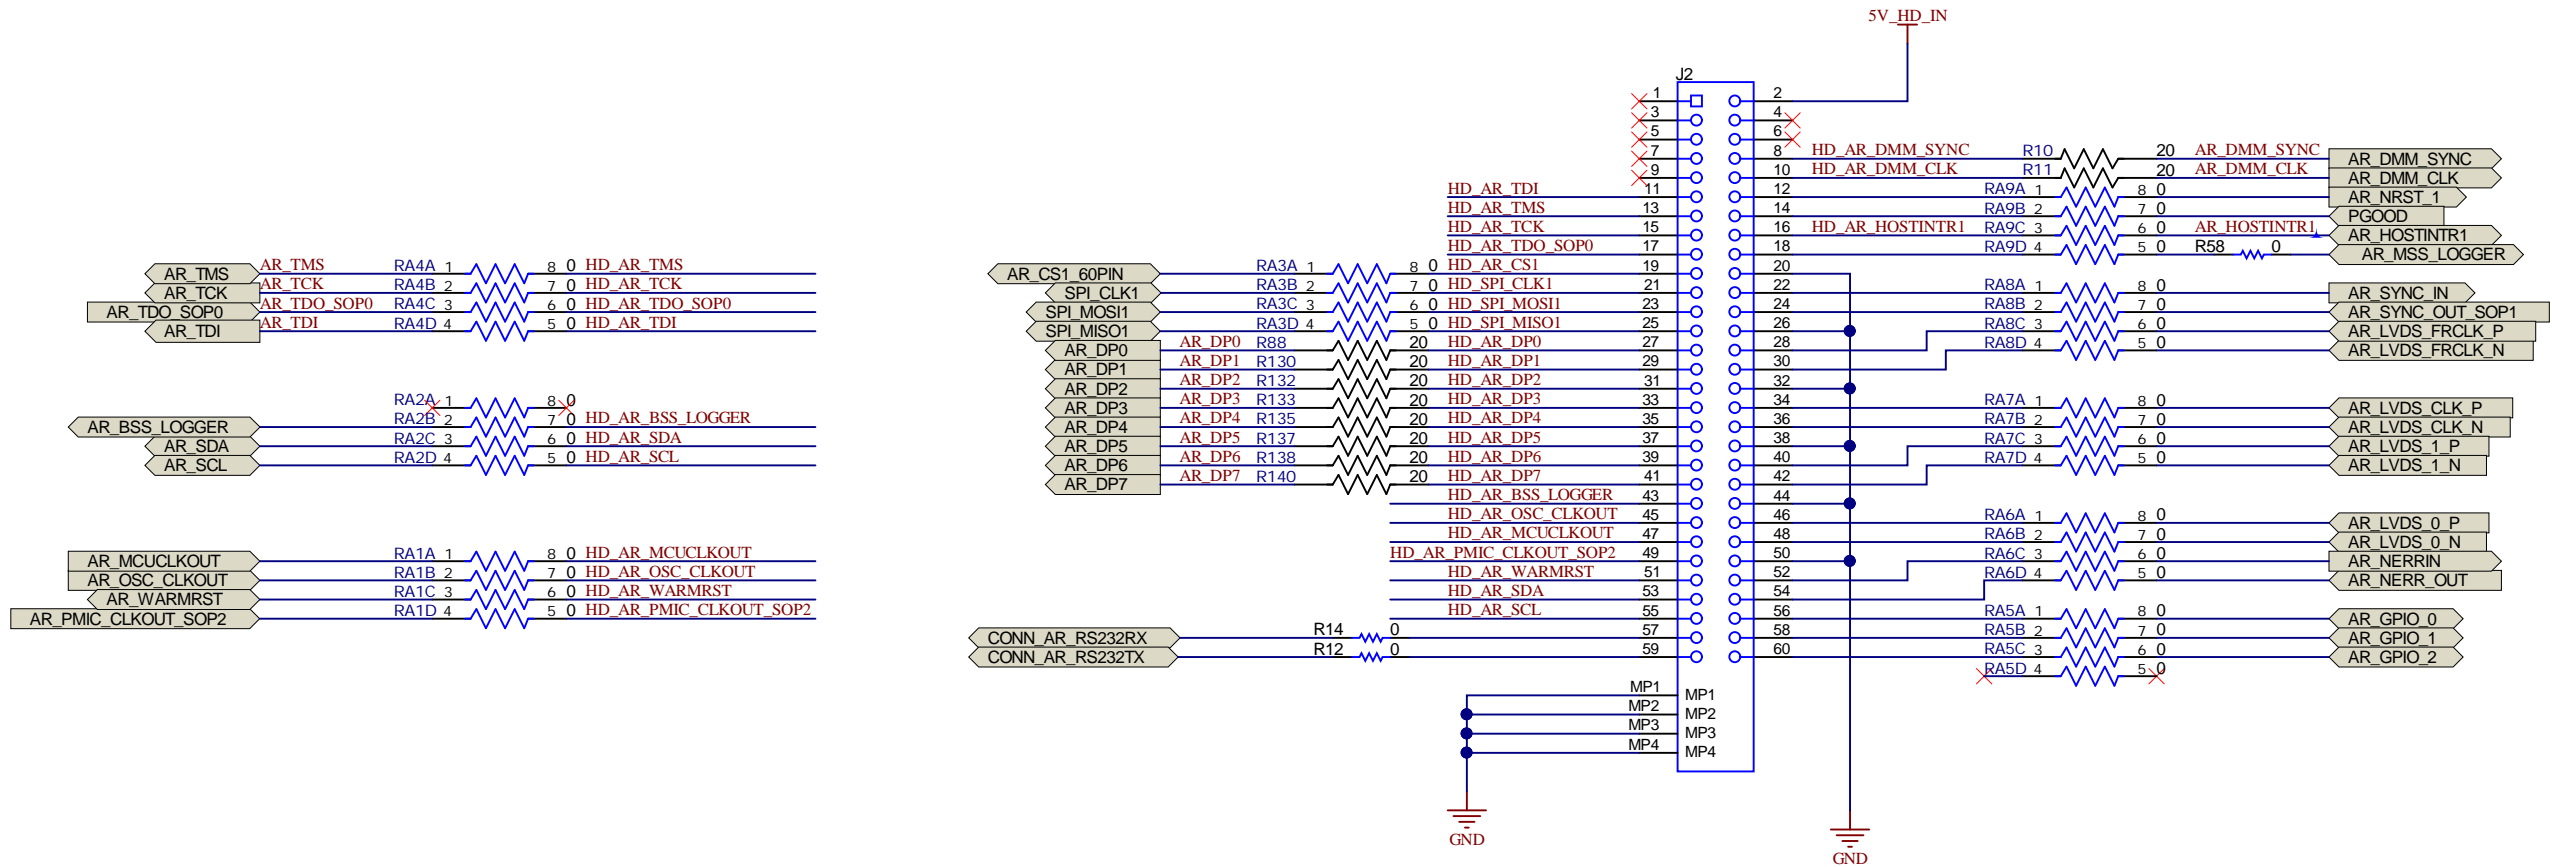 5V_HD_IN
J2
1 2
3 4
5 6
7 8 HD_AR_DMM_SYNC R10 20 AR_DMM_SYNC AR_DMM_SYNC
9 10 HD_AR_DMM_CLK R11 20 AR_DMM_CLK AR_DMM_CLK
HD_AR_TDI 11 12 RA9A 1 8 0 AR_NRST_1
HD_AR_TMS 13 14 RA9B 2 7 0 PGOOD
HD_AR_TCK 15 16 HD_AR_HOSTINTR1 RA9C 3 6 0 AR_HOSTINTR1 AR_HOSTINTR1
HD_AR_TDO_SOP0 17 18 RA9D 4 5 0 R58 0 AR_MSS_LOGGER
AR_TMS AR_TMS RA4A 1 8 0 HD_AR_TMS AR_CS1_60PIN RA3A 1 8 0 HD_AR_CS1 19 20
AR_TCK AR_TCK RA4B 2 7 0 HD_AR_TCK SPI_CLK1 RA3B 2 7 0 HD_SPI_CLK1 21 22 RA8A 1 8 0 AR_SYNC_IN
AR_TDO_SOP0 AR_TDO_SOP0 RA4C 3 6 0 HD_AR_TDO_SOP0 SPI_MOSI1 RA3C 3 6 0 HD_SPI_MOSI1 23 24 RA8B 2 7 0 AR_SYNC_OUT_SOP1
AR_TDI AR_TDI RA4D 4 5 0 HD_AR_TDI SPI_MISO1 RA3D 4 5 0 HD_SPI_MISO1 25 26 RA8C 3 6 0 AR_LVDS_FRCLK_P
AR_DP0 AR_DP0 R88 20 HD_AR_DP0 27 28 RA8D 4 5 0 AR_LVDS_FRCLK_N
AR_DP1 AR_DP1 R130 20 HD_AR_DP1 29 30
AR_DP2 AR_DP2 R132 20 HD_AR_DP2 31 32
RA2A 1 8 0 AR_DP3 AR_DP3 R133 20 HD_AR_DP3 33 34 RA7A 1 8 0 AR_LVDS_CLK_P
AR_BSS_LOGGER RA2B 2 7 0 HD_AR_BSS_LOGGER AR_DP4 AR_DP4 R135 20 HD_AR_DP4 35 36 RA7B 2 7 0 AR_LVDS_CLK_N
AR_SDA RA2C 3 6 0 HD_AR_SDA AR_DP5 AR_DP5 R137 20 HD_AR_DP5 37 38 RA7C 3 6 0 AR_LVDS_1_P
AR_SCL RA2D 4 5 0 HD_AR_SCL AR_DP6 AR_DP6 R138 20 HD_AR_DP6 39 40 RA7D 4 5 0 AR_LVDS_1_N
AR_DP7 AR_DP7 R140 20 HD_AR_DP7 41 42
HD_AR_BSS_LOGGER 43 44
HD_AR_OSC_CLKOUT 45 46 RA6A 1 8 0 AR_LVDS_0_P
HD_AR_MCUCLKOUT 47 48 RA6B 2 7 0 AR_LVDS_0_N
AR_MCUCLKOUT RA1A 1 8 0 HD_AR_MCUCLKOUT HD_AR_PMIC_CLKOUT_SOP2 49 50 RA6C 3 6 0 AR_NERRIN
AR_OSC_CLKOUT RA1B 2 7 0 HD_AR_OSC_CLKOUT HD_AR_WARMRST 51 52 RA6D 4 5 0 AR_NERR_OUT
AR_WARMRST RA1C 3 6 0 HD_AR_WARMRST HD_AR_SDA 53 54
AR_PMIC_CLKOUT_SOP2 RA1D 4 5 0 HD_AR_PMIC_CLKOUT_SOP2 HD_AR_SCL 55 56 RA5A 1 8 0 AR_GPIO_0
CONN_AR_RS232RX R14 0 57 58 RA5B 2 7 0 AR_GPIO_1
CONN_AR_RS232TX R12 0 59 60 RA5C 3 6 0 AR_GPIO_2
RA5D 4 5 0
MP1 MP1
MP2 MP2
MP3 MP3
MP4 MP4
GND
GND